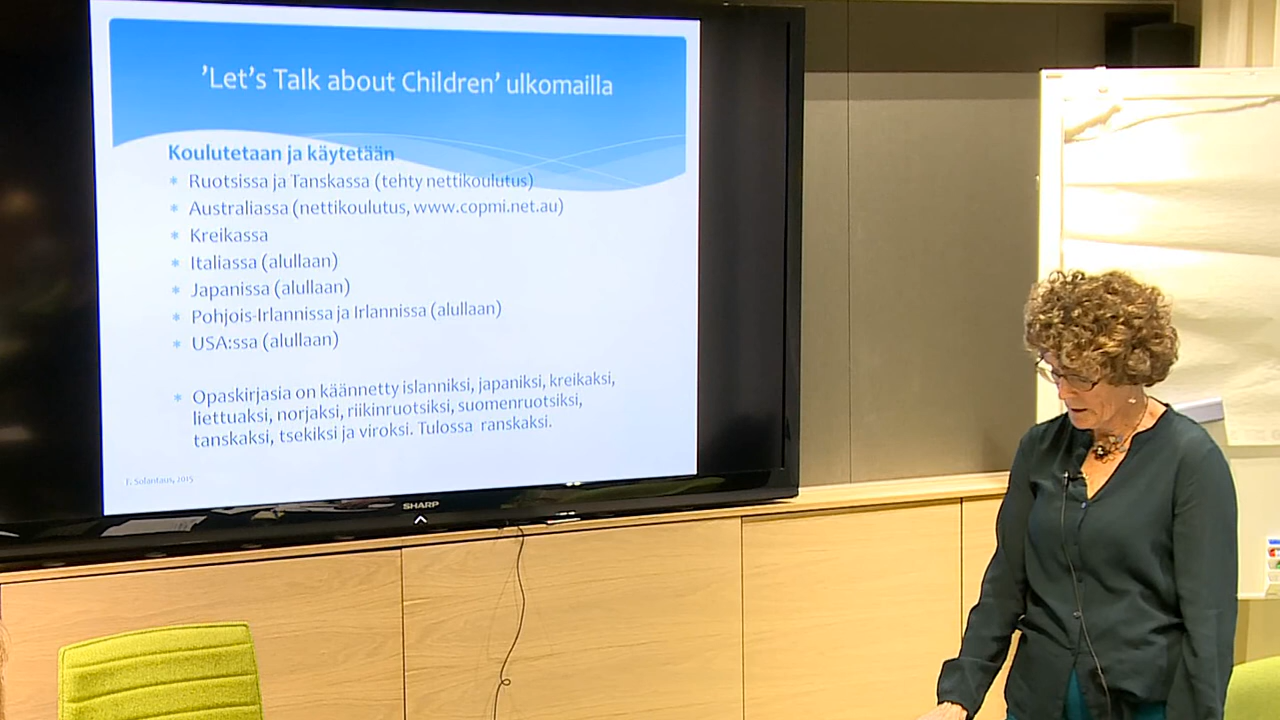 ’Let’s Talk about Children’ ulkomailla
Koulutetaan ja käytetään
* Ruotsissa ja Tanskassa (tehty nettikoulutus)
* Australiassa (nettikoulutus, www.copmi.net.au)
* Kreikassa
* Italiassa (alullaan)
* Japanissa (alullaan)
* Pohjois-Irlannissa ja Irlannissa (alullaan)
* USA:ssa (alullaan)
* Opaskirjasia on käännetty islanniksi, japaniksi, kreikaksi,
liettuaksi, norjaksi, riikinruotsiksi, suomenruotsiksi,
tanskaksi, tsekiksi ja viroksi. Tulossa ranskaksi.
T. Solantaus, 2015
SHARP